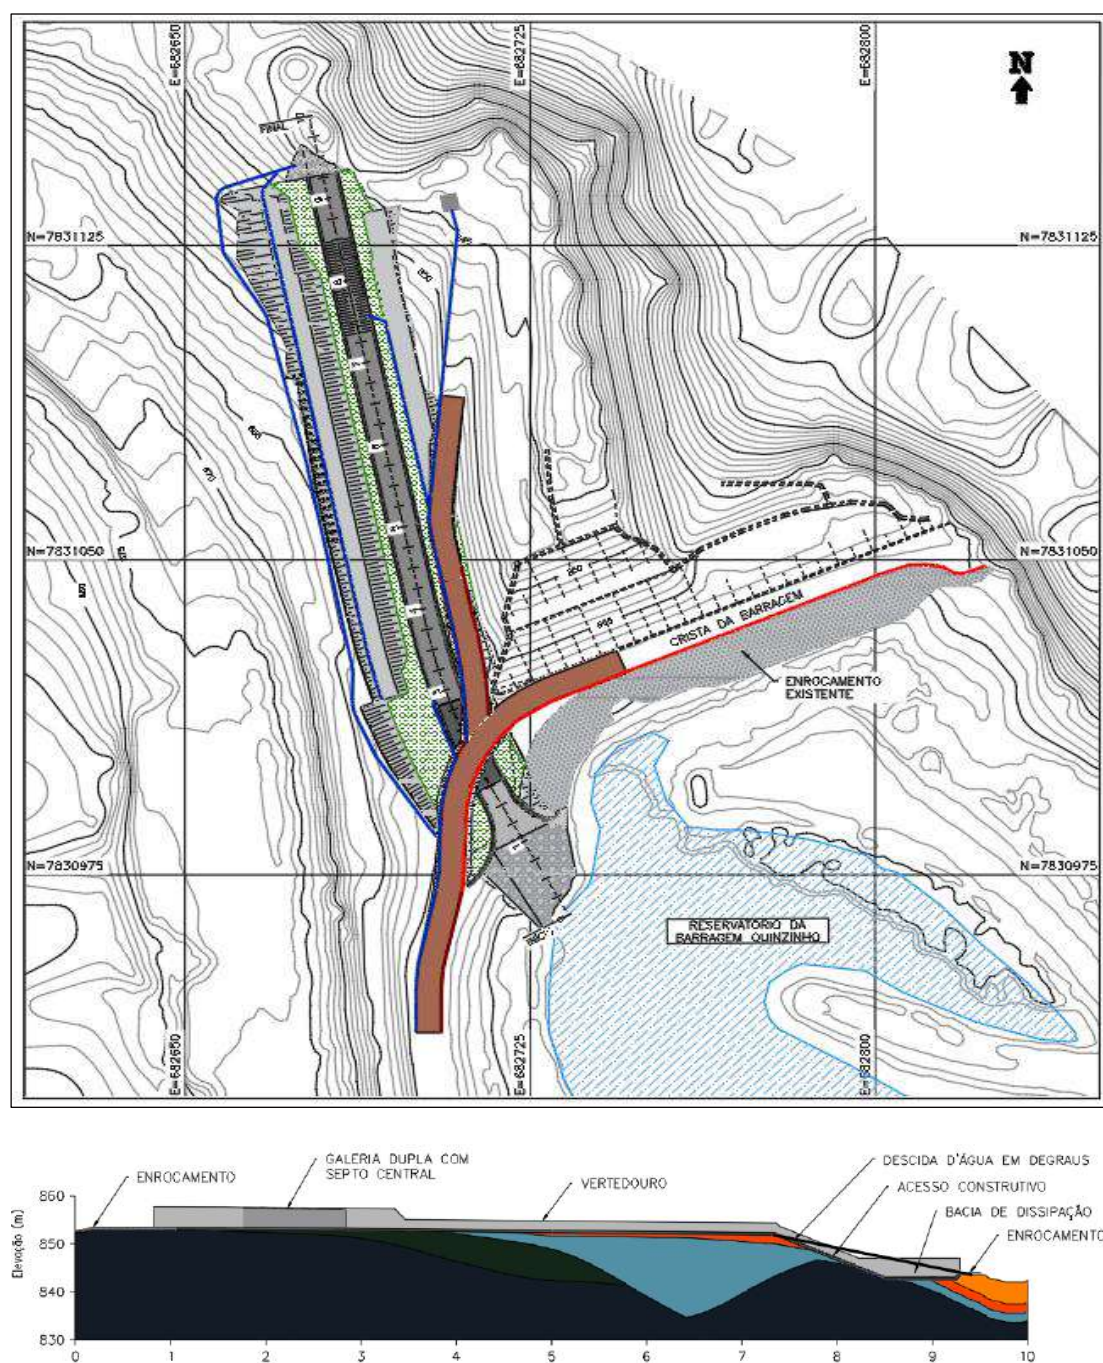 E=682650
E=682725
E=682800
N
FINAL
N=7831125
N=7831125
850
N=7831050
N=7831050
CRISTA DA BARRAGEM
ENROCAMENTO
EXISTENTE
N=7830975
N=7830975
RESERVATÓRIO DA
BARRAGEM QUINZINHO
E=682650
E=682725
E=682800
GALERIA DUPLA COM
SEPTO CENTRAL
ENROCAMENTO
VERTEDOURO
DESCIDA D'ÁGUA EM DEGRAUS
ACESSO CONSTRUTIVO
BACIA DE DISSIPAÇÃO
ENROCAMENTO
Elevação (m)
860
850
840
830
0 1 2 3 4 5 6 7 8 9 10